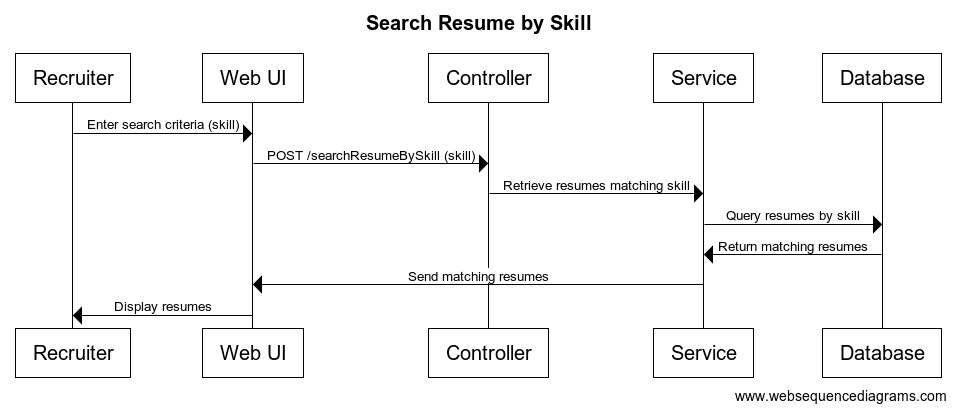 Search Resume by Skill
Recruiter
Web UI
Controller
Service
Database
Enter search criteria (skill)
POST /searchResumeBySkill (skill)
Retrieve resumes matching skill
Query resumes by skill
Return matching resumes
Send matching resumes
Display resumes
Recruiter
Web UI
Controller
Service
Database
www.websequencediagrams.com